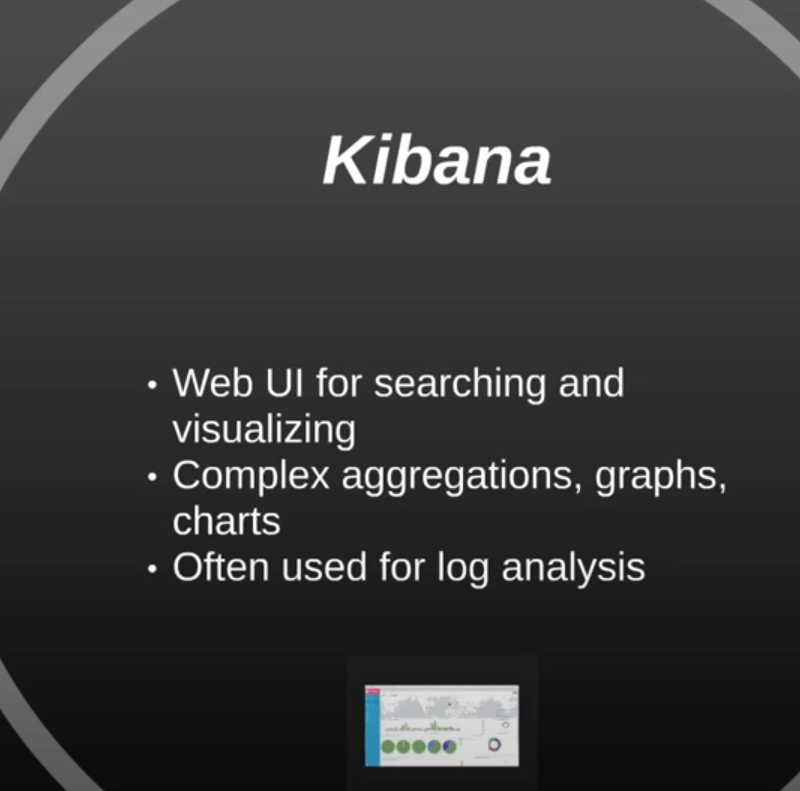 Kibana
• Web UI for searching and
visualizing
• Complex aggregations, graphs,
charts
• Often used for log analysis